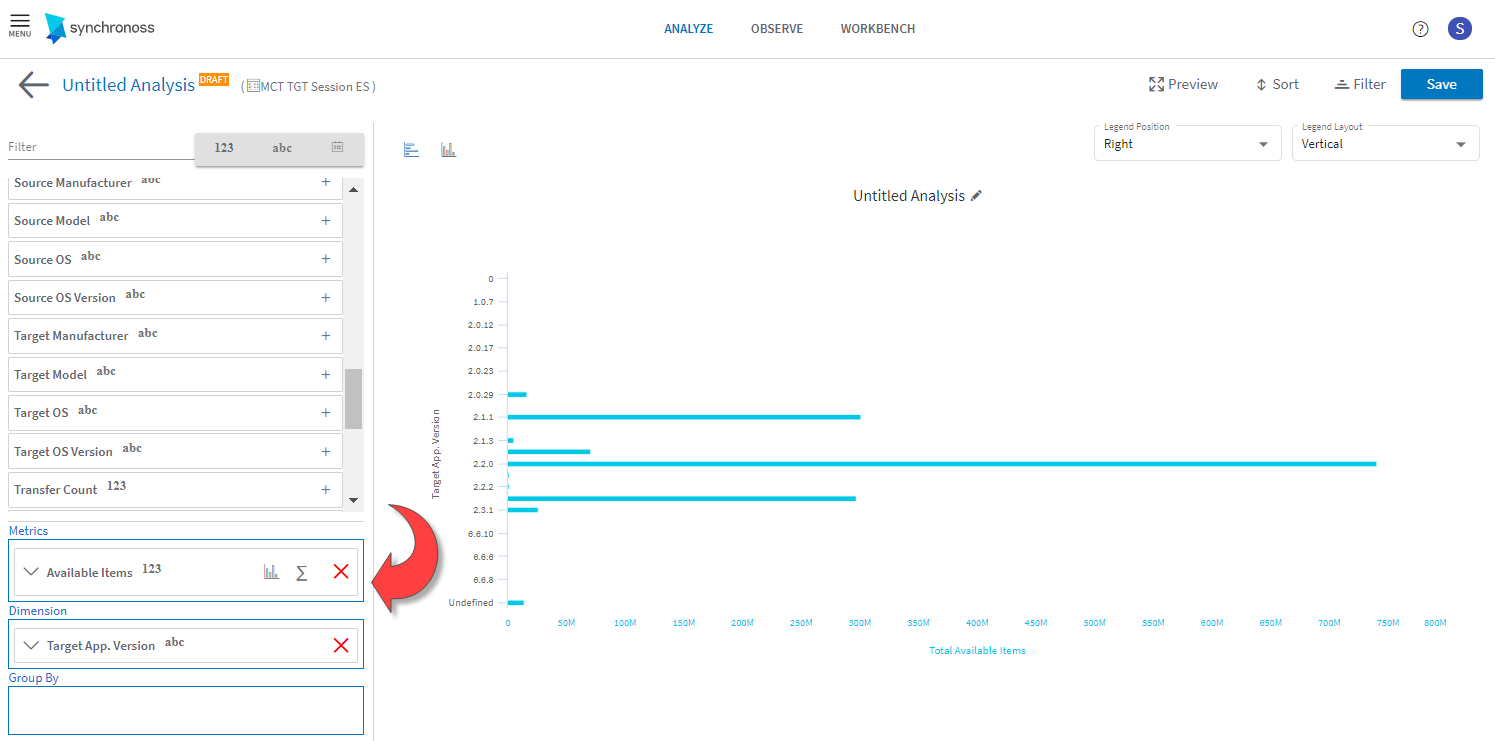 MENU
synchronoss
ANALYZE OBSERVE WORKBENCH
? S
Untitled Analysis DRAFT ( MCT TGT Session ES )
Preview Sort Filter Save
Filter 123 abc
Legend Position
Right
Legend Layout
Vertical
Source Manufacturer abc +
Source Model abc +
Source OS abc +
Source OS Version abc +
Target Manufacturer abc +
Target Model abc +
Target OS abc +
Target OS Version abc +
Transfer Count 123 +
Metrics
Available Items 123 Σ
Dimension
Target App. Version abc
Group By
Untitled Analysis
Target App. Version
0
1.0.7
2.0.12
2.0.17
2.0.23
2.0.29
2.1.1
2.1.3
2.2.0
2.2.2
2.3.1
6.6.10
6.6.6
6.6.8
Undefined
0 50M 100M 150M 200M 250M 300M 350M 400M 450M 500M 550M 600M 650M 700M 750M 800M
Total Available Items